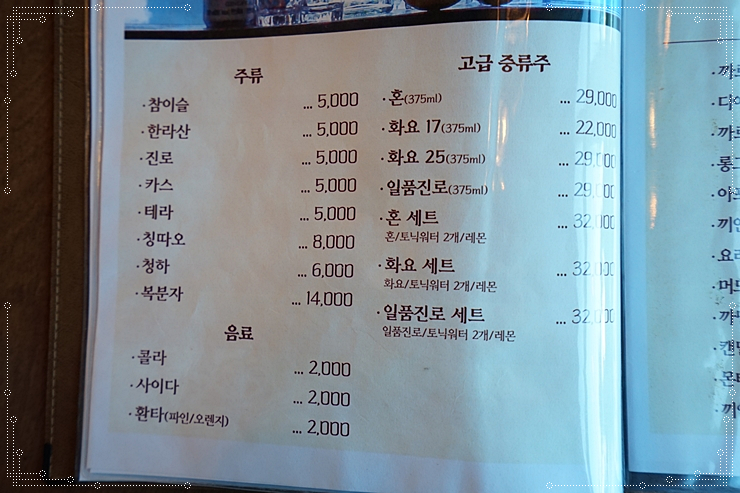 주류
·참이슬 ... 5,000
·한라산 ... 5,000
·진로 ... 5,000
·카스 ... 5,000
·테라 ... 5,000
·칭따오 ... 8,000
·청하 ... 6,000
·복분자 ... 14,000
음료
·콜라 ... 2,000
·사이다 ... 2,000
·환타(파인/오렌지) ... 2,000
고급 증류주
·혼(375ml) ... 29,000
·화요 17(375ml) ... 22,000
·화요 25(375ml) ... 29,000
·일품진로(375ml) ... 29,000
·혼 세트 ... 32,000
혼/토닉워터 2개/레몬
·화요 세트 ... 32,000
화요/토닉워터 2개/레몬
·일품진로 세트 ... 32,000
일품진로/토닉워터 2개/레몬